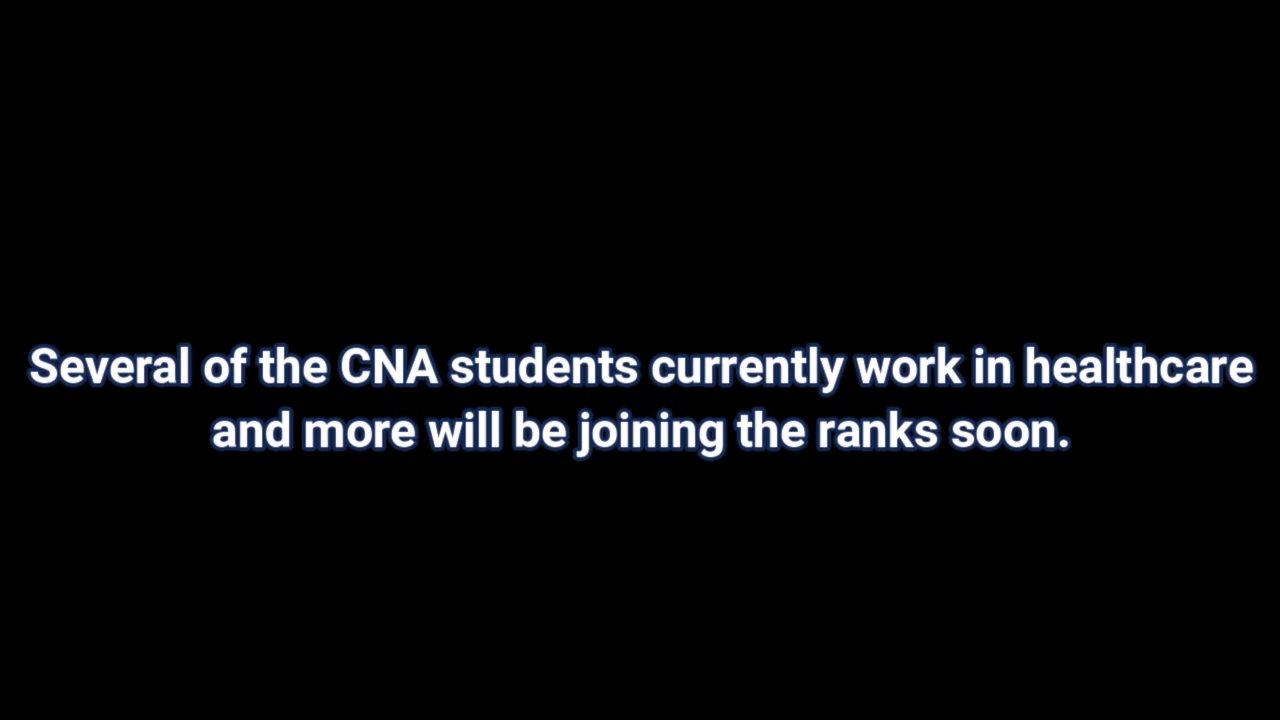 Several of the CNA students currently work in healthcare
and more will be joining the ranks soon.